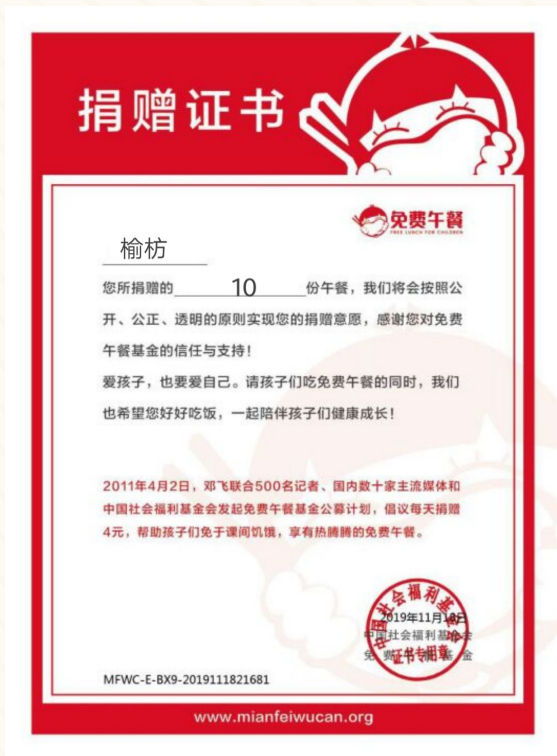 捐赠证书
免费午餐
FREE LUNCH FOR CHILDREN
榆枋
您所捐赠的 10 份午餐，我们将会按照公
开、公正、透明的原则实现您的捐赠意愿，感谢您对免费
午餐基金的信任与支持！
爱孩子，也要爱自己。请孩子们吃免费午餐的同时，我们
也希望您好好吃饭，一起陪伴孩子们健康成长！
2011年4月2日，邓飞联合500名记者、国内数十家主流媒体和
中国社会福利基金会发起免费午餐基金公募计划，倡议每天捐赠
4元，帮助孩子们免于课间饥饿，享有热腾腾的免费午餐。
中国社会福利基金会
2019年11月18日
中国社会福利基金会
免费午餐基金
证书专用章
MFWC-E-BX9-2019111821681
www.mianfeiwucan.org